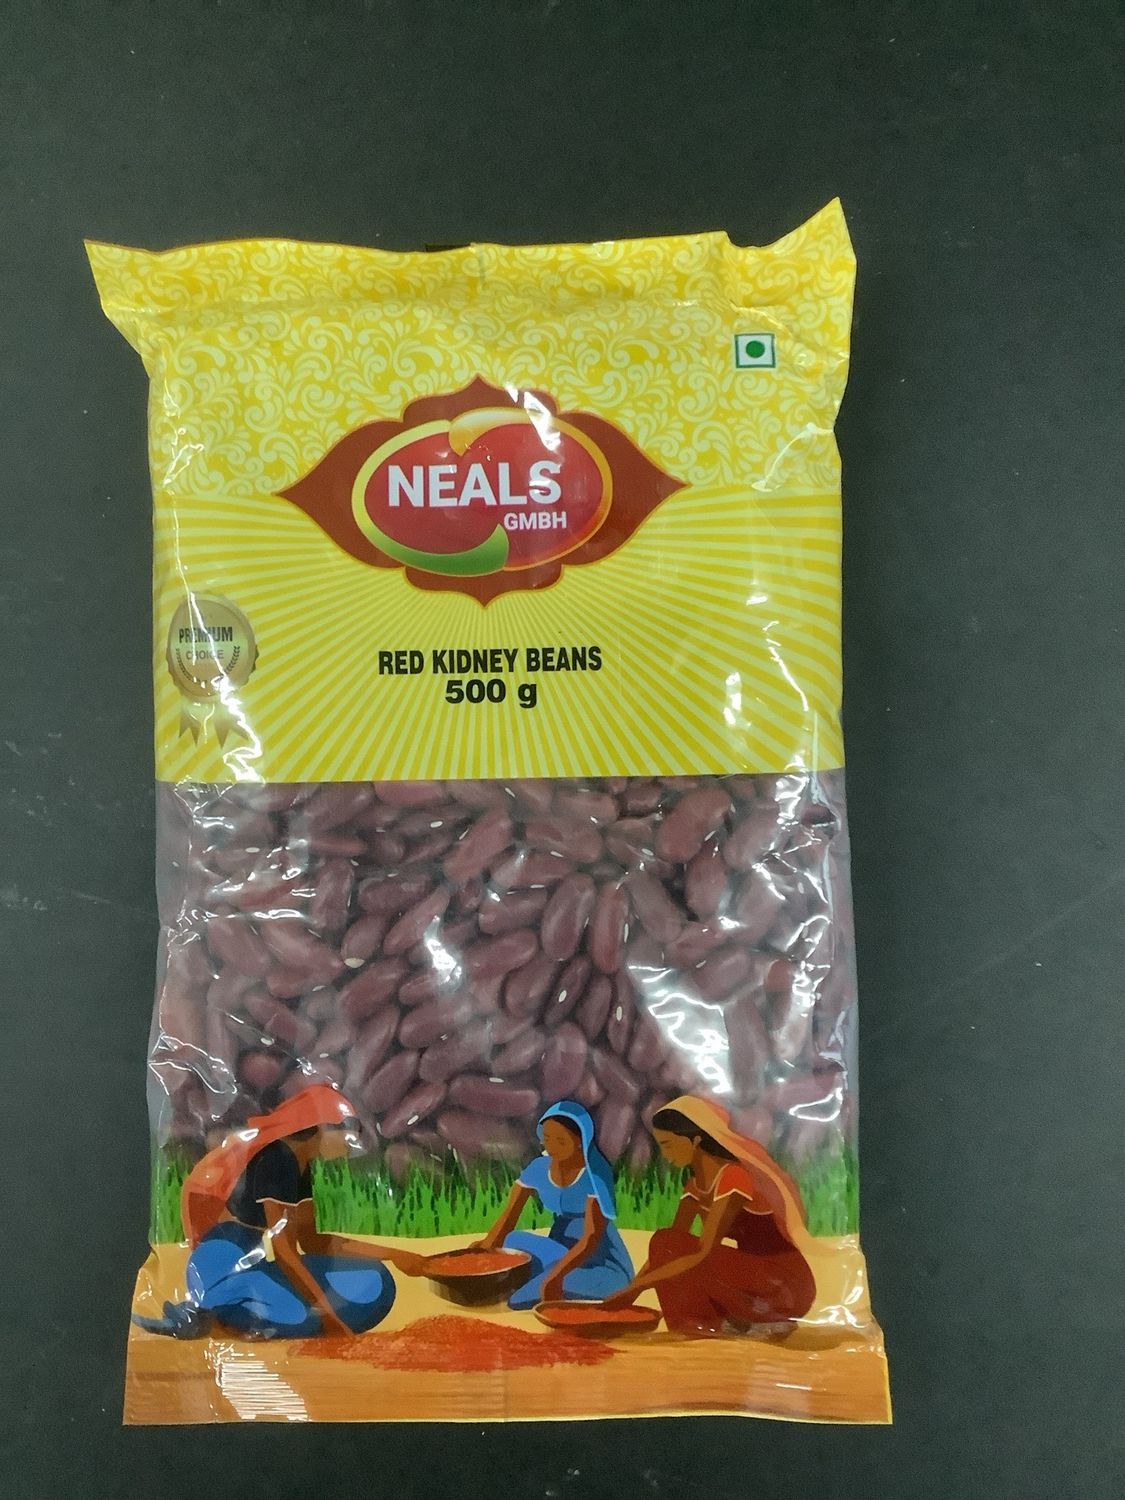 NEALS
GMBH
PREMIUM
CHOICE
RED KIDNEY BEANS
500 g